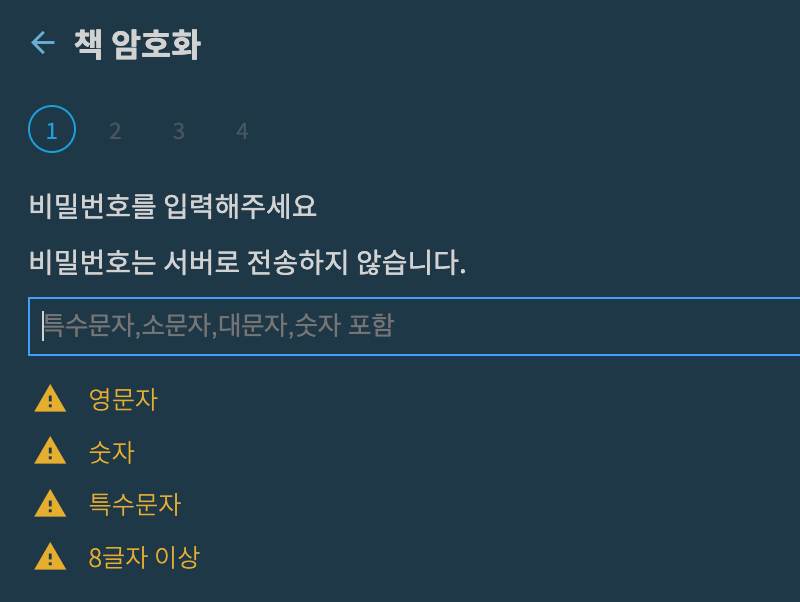 책 암호화
1 2 3 4
비밀번호를 입력해주세요
비밀번호는 서버로 전송하지 않습니다.
특수문자,소문자,대문자,숫자 포함
영문자
숫자
특수문자
8글자 이상